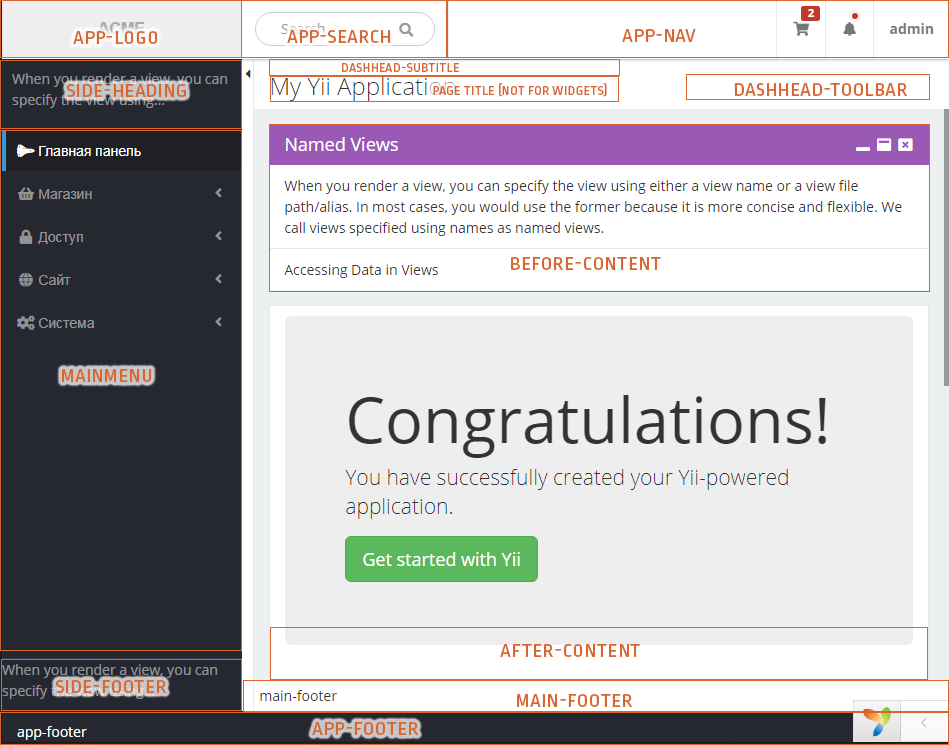 ACME
APP-LOGO
Search
APP-SEARCH
APP-NAV
2
admin
When you render a view, you can
specify the view using...
SIDE-HEADING
DASHHEAD-SUBTITLE
My Yii Application
PAGE TITLE (NOT FOR WIDGETS)
DASHHEAD-TOOLBAR
Главная панель
Магазин
Доступ
Сайт
Система
MAINMENU
Named Views
When you render a view, you can specify the view using either a view name or a view file
path/alias. In most cases, you would use the former because it is more concise and flexible. We
call views specified using names as named views.
Accessing Data in Views
BEFORE-CONTENT
Congratulations!
You have successfully created your Yii-powered
application.
Get started with Yii
AFTER-CONTENT
When you render a view, you can
specify
SIDE-FOOTER
main-footer
MAIN-FOOTER
app-footer
APP-FOOTER